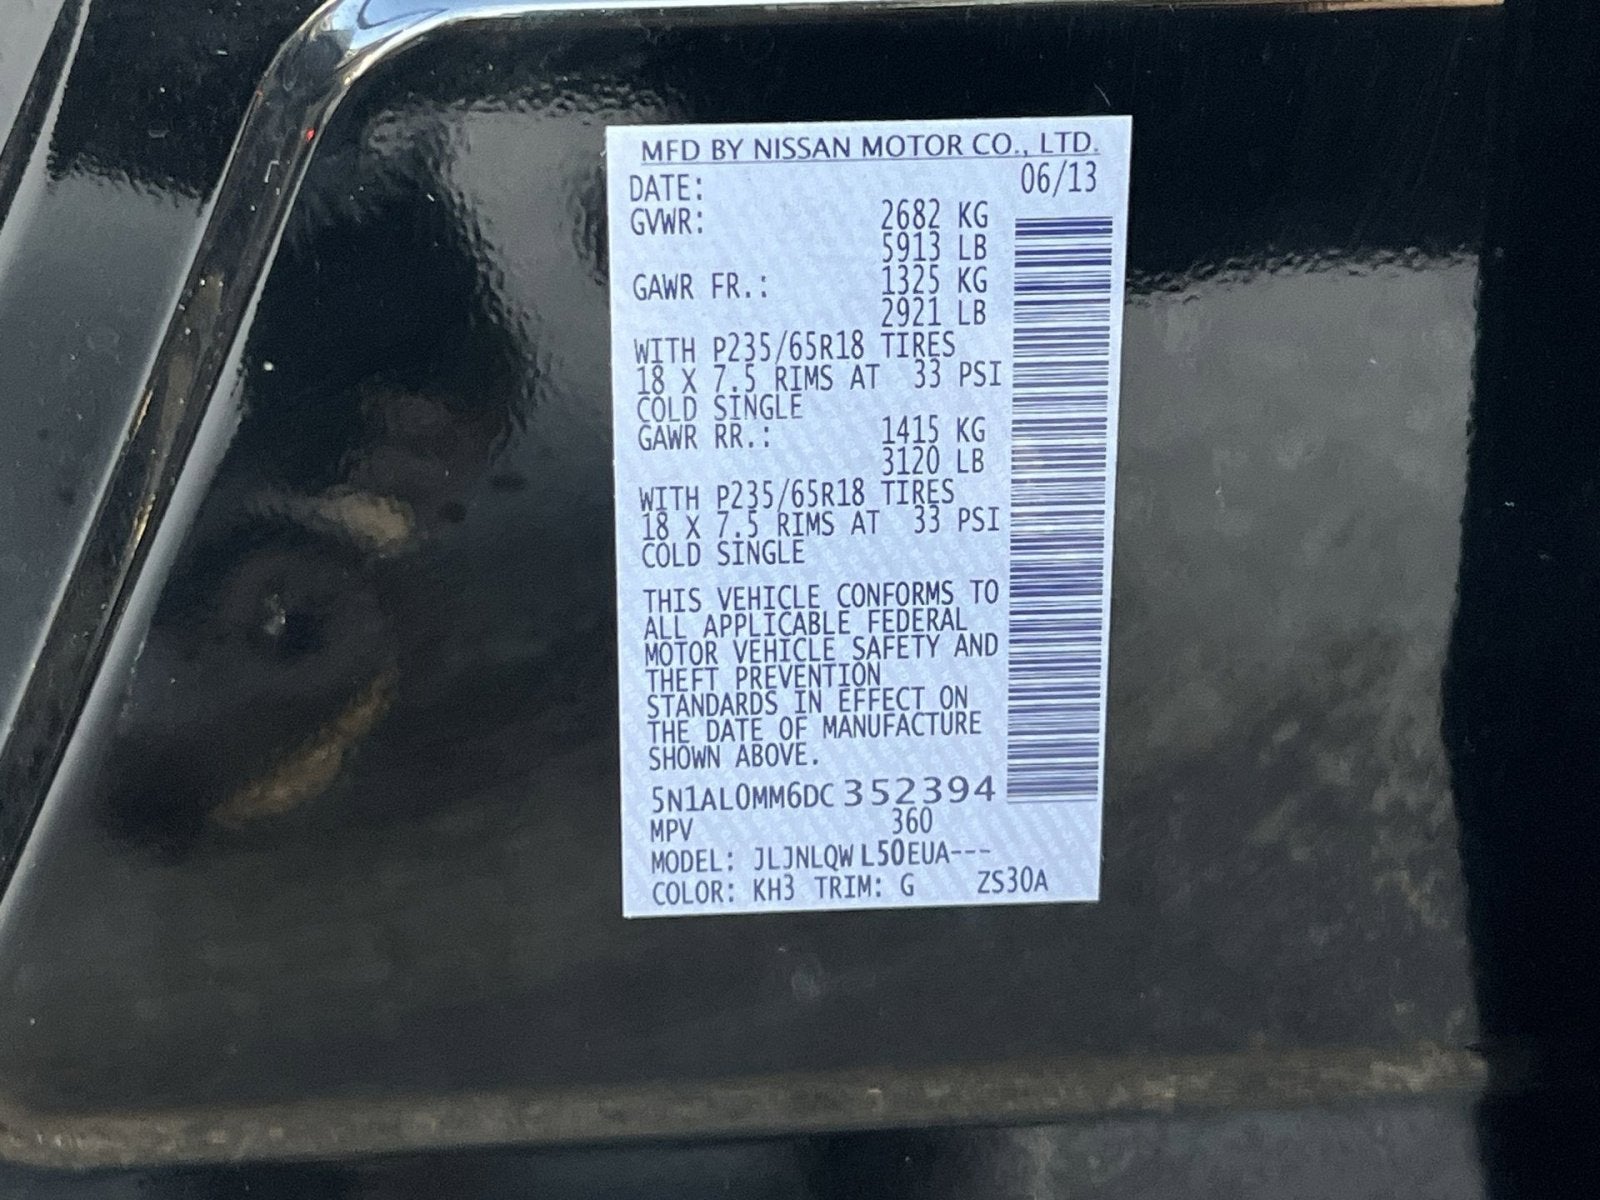 MFD BY NISSAN MOTOR CO., LTD.
DATE: 06/13
GVWR: 2682 KG
5913 LB
GAWR FR.: 1325 KG
2921 LB
WITH P235/65R18 TIRES
18 X 7.5 RIMS AT 33 PSI
COLD SINGLE
GAWR RR.: 1415 KG
3120 LB
WITH P235/65R18 TIRES
18 X 7.5 RIMS AT 33 PSI
COLD SINGLE
THIS VEHICLE CONFORMS TO
ALL APPLICABLE FEDERAL
MOTOR VEHICLE SAFETY AND
THEFT PREVENTION
STANDARDS IN EFFECT ON
THE DATE OF MANUFACTURE
SHOWN ABOVE.
5N1AL0MM6DC352394
MPV 360
MODEL: JLJNLQWL50EUA---
COLOR: KH3 TRIM: G ZS30A